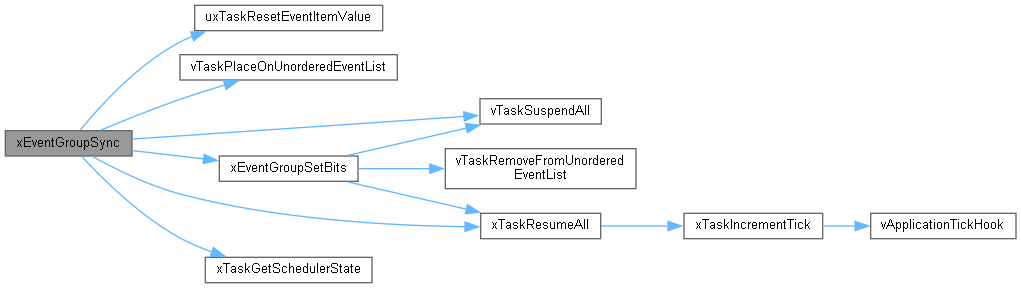 uxTaskResetEventItemValue
vTaskPlaceOnUnorderedEventList
vTaskSuspendAll
xEventGroupSync
xEventGroupSetBits
vTaskRemoveFromUnordered
EventList
xTaskResumeAll
xTaskIncrementTick
vApplicationTickHook
xTaskGetSchedulerState